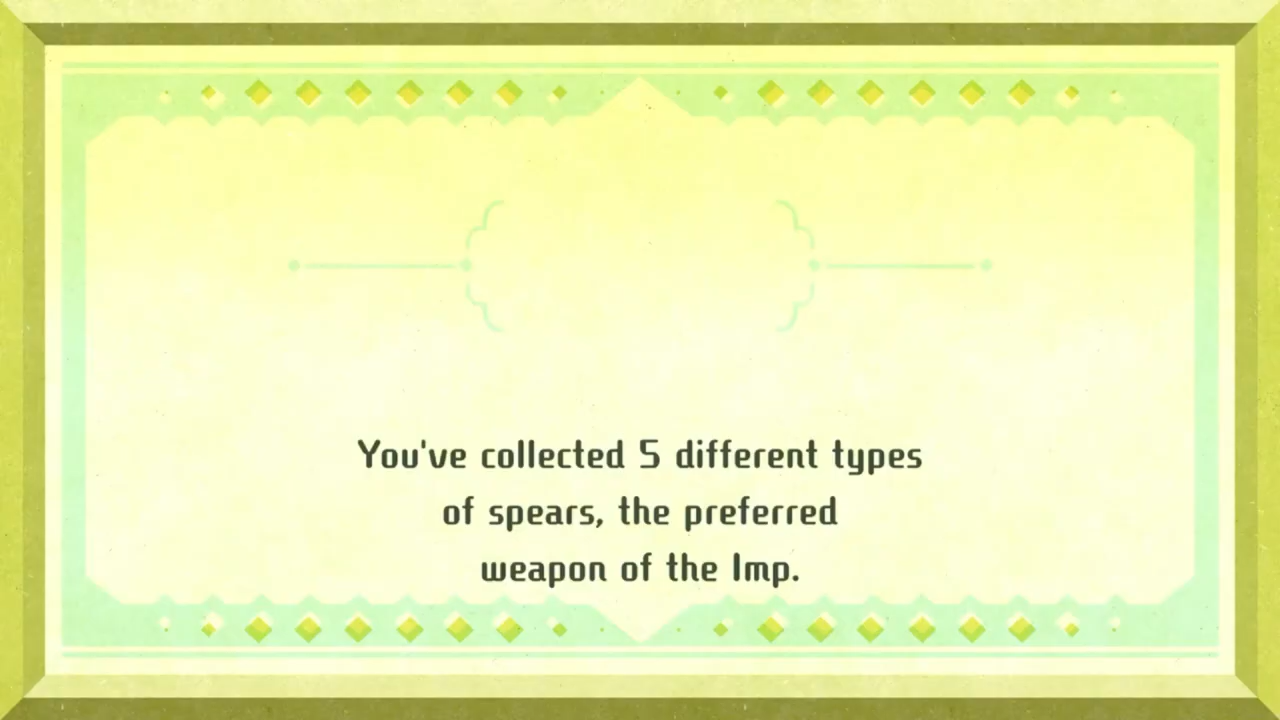 You've collected 5 different types
of spears, the preferred
weapon of the Imp.